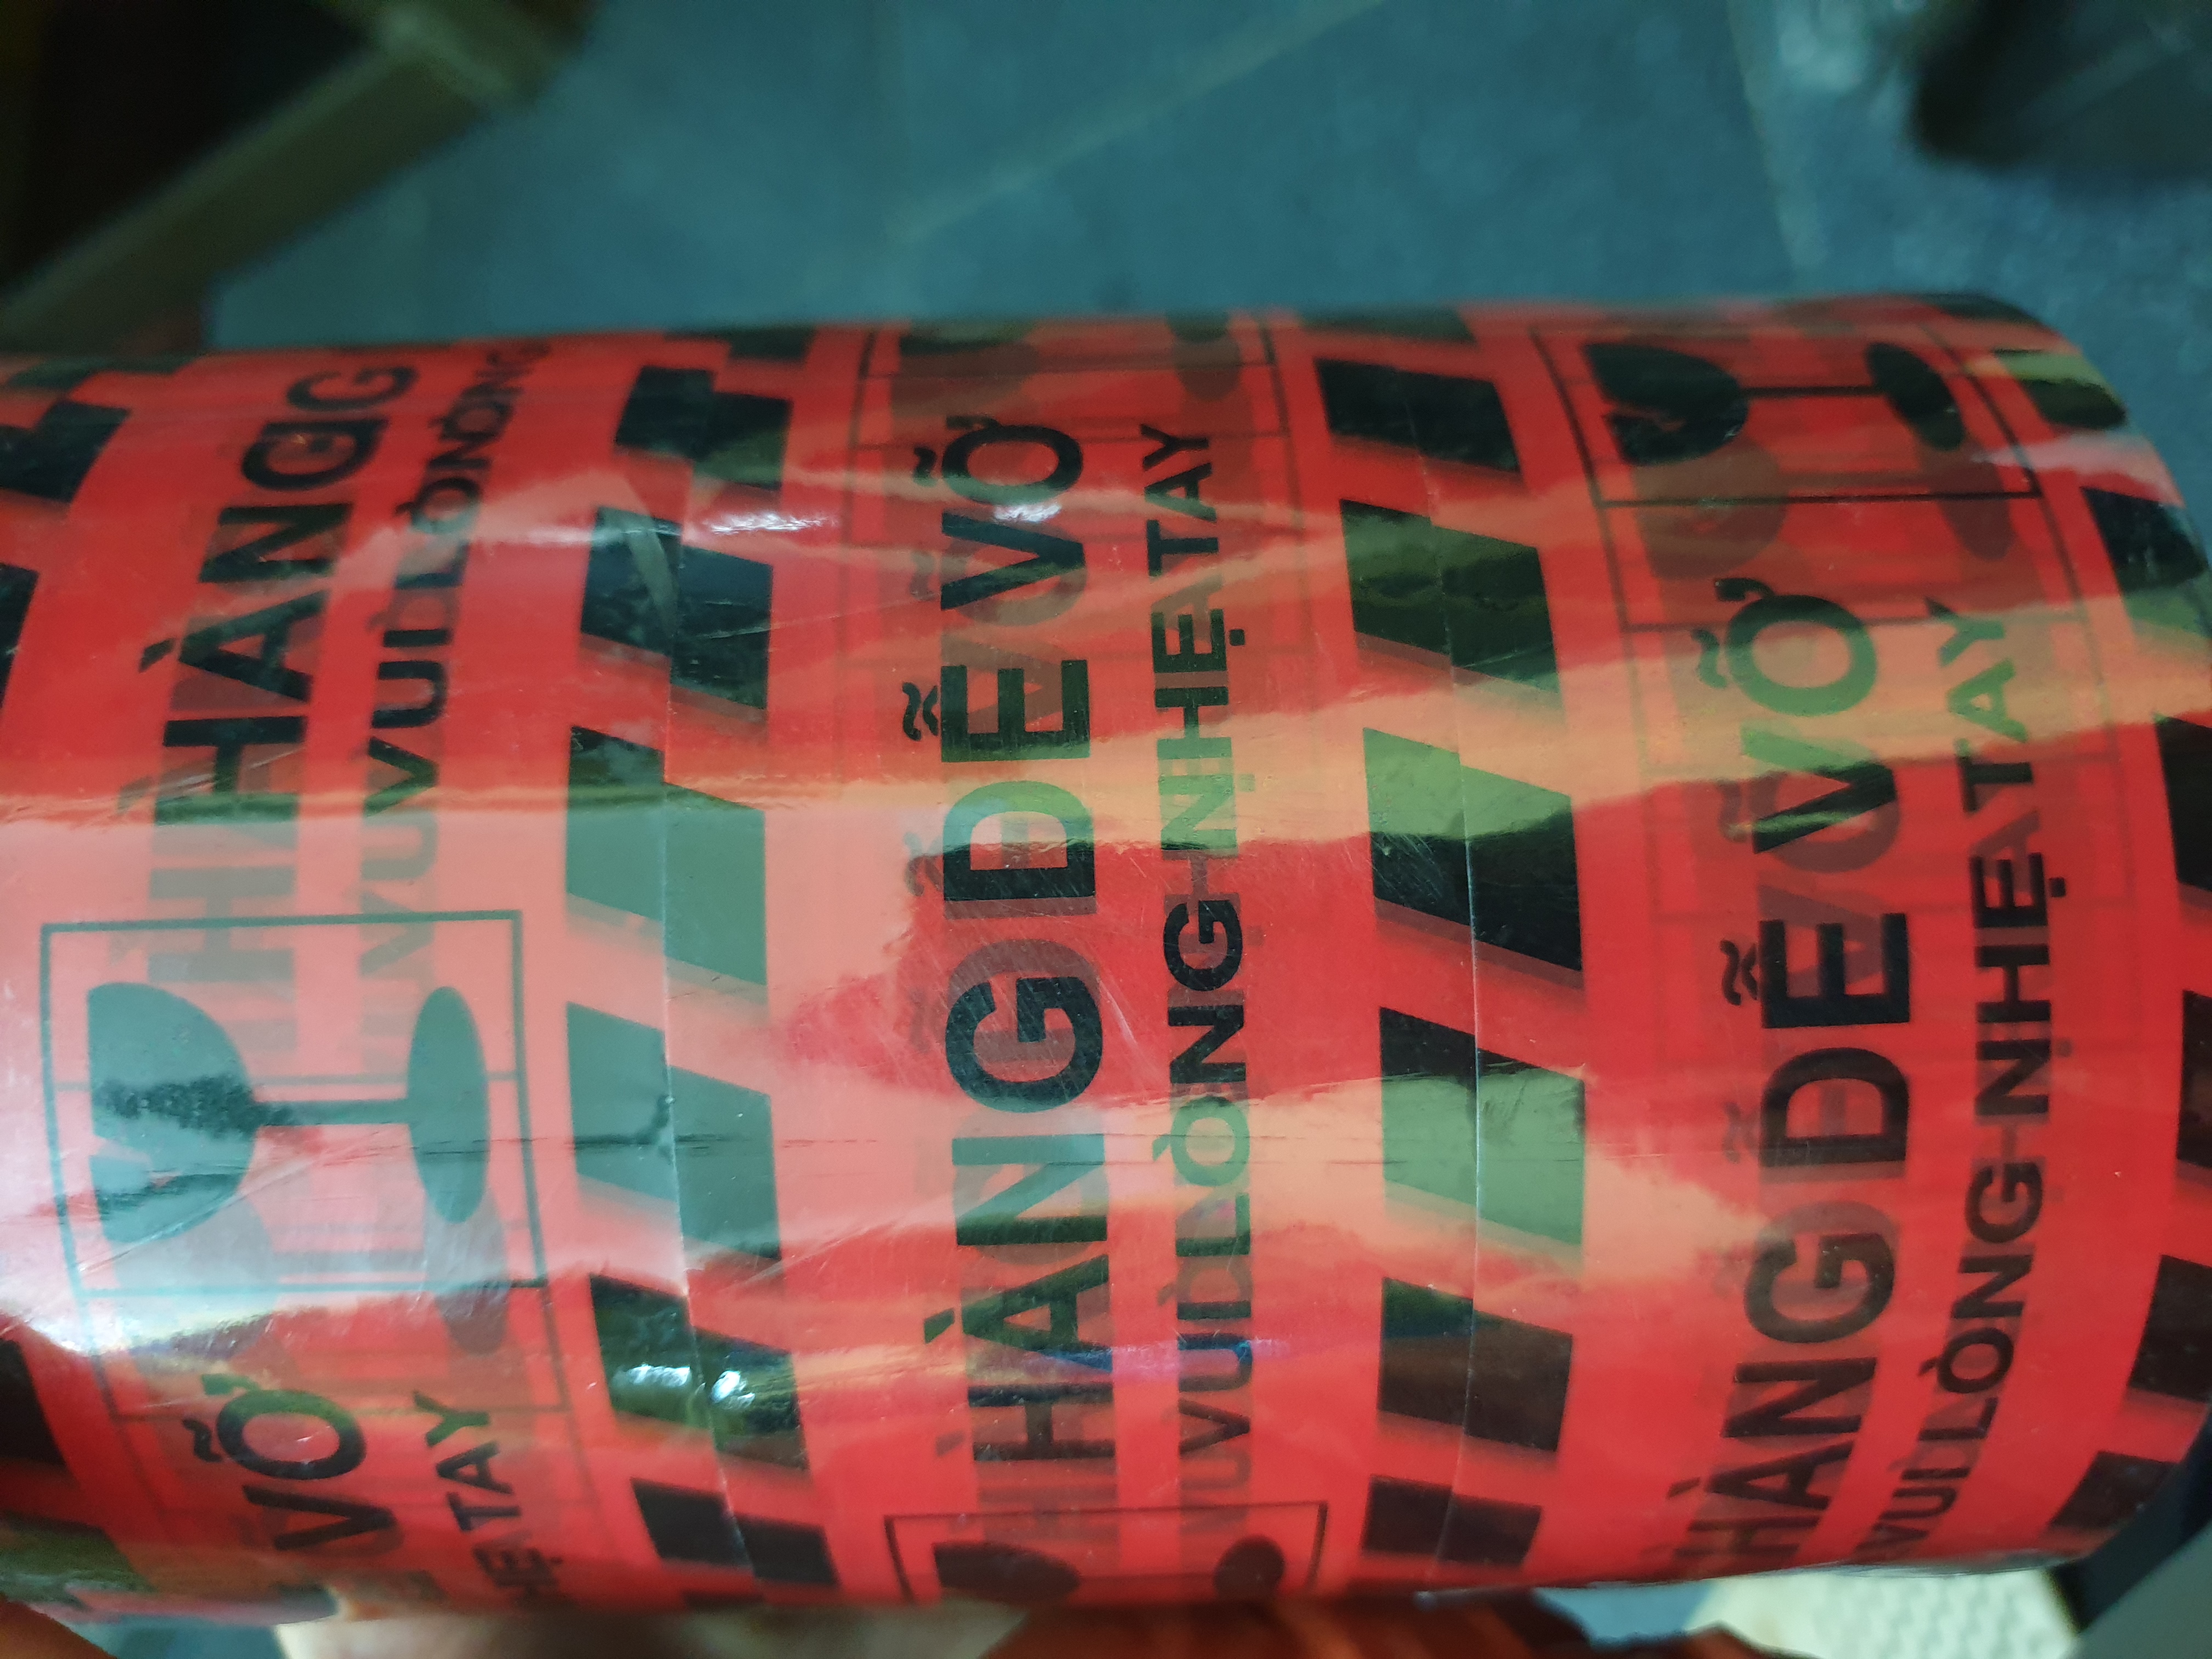 HÀNG
VUI LÒNG
VỠ
NHẸ TAY
HÀNG DỄ VỠ
VUI LÒNG NHẸ TAY
HÀNG DỄ VỠ
VUI LÒNG NHẸ TAY